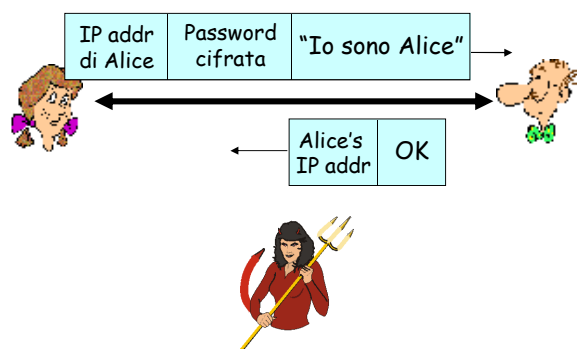 IP addr
di Alice
Password
cifrata
“Io sono Alice”
Alice’s
IP addr
OK